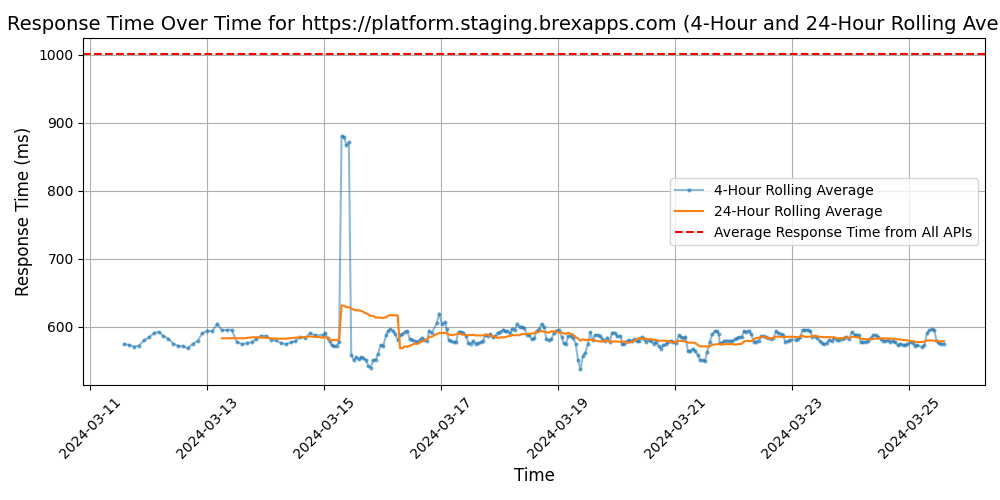 Response Time Over Time for https://platform.staging.brexapps.com (4-Hour and 24-Hour Rolling Ave
Response Time (ms)
1000
900
800
700
600
4-Hour Rolling Average
24-Hour Rolling Average
Average Response Time from All APIs
2024-03-11
2024-03-13
2024-03-15
2024-03-17
2024-03-19
2024-03-21
2024-03-23
2024-03-25
Time